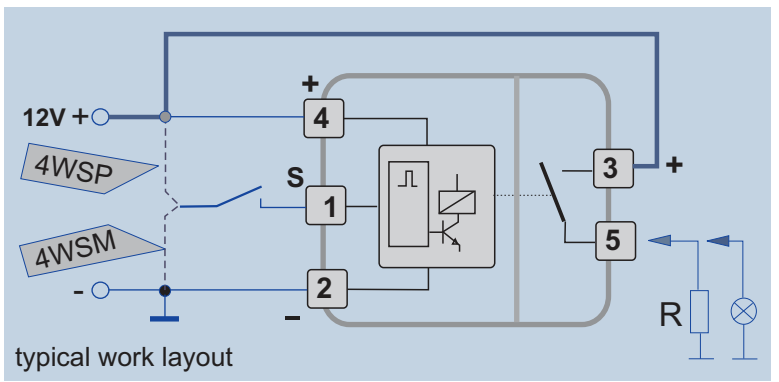 +
4
12V +
3
+
4WSP
S
1
5
4WSM
2
-
–
R
typical work layout